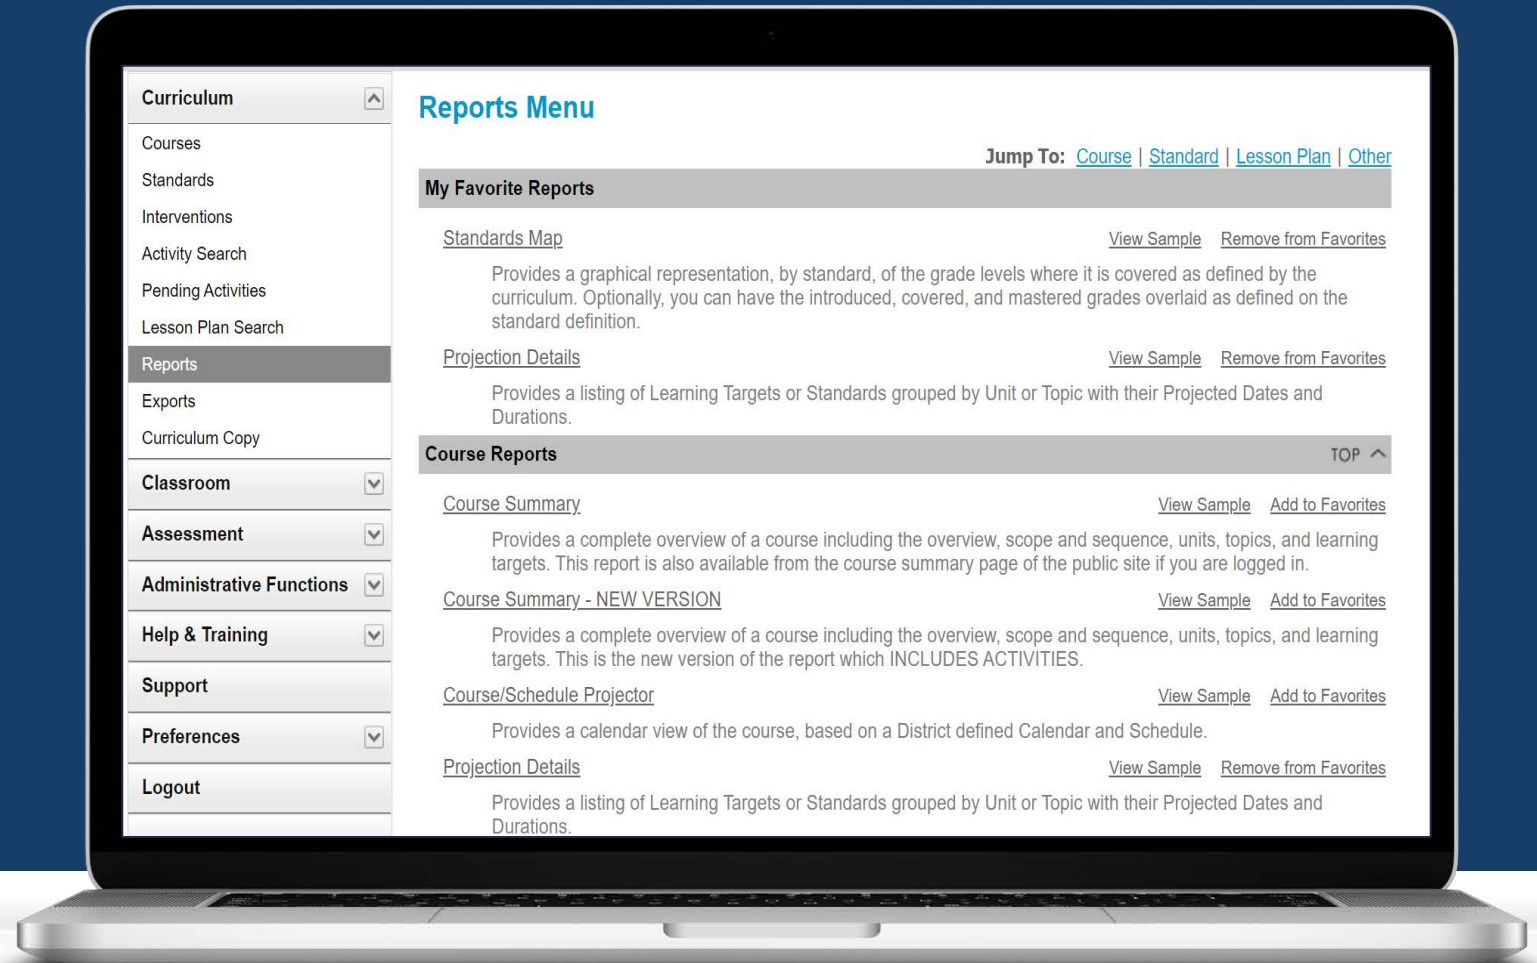 Curriculum
Courses
Standards
Interventions
Activity Search
Pending Activities
Lesson Plan Search
Reports
Exports
Curriculum Copy
Classroom
Assessment
Administrative Functions
Help & Training
Support
Preferences
Logout
Reports Menu
Jump To: Course | Standard | Lesson Plan | Other
My Favorite Reports
Standards Map View Sample Remove from Favorites
Provides a graphical representation, by standard, of the grade levels where it is covered as defined by the
curriculum. Optionally, you can have the introduced, covered, and mastered grades overlaid as defined on the
standard definition.
Projection Details View Sample Remove from Favorites
Provides a listing of Learning Targets or Standards grouped by Unit or Topic with their Projected Dates and
Durations.
Course Reports TOP
Course Summary View Sample Add to Favorites
Provides a complete overview of a course including the overview, scope and sequence, units, topics, and learning
targets. This report is also available from the course summary page of the public site if you are logged in.
Course Summary - NEW VERSION View Sample Add to Favorites
Provides a complete overview of a course including the overview, scope and sequence, units, topics, and learning
targets. This is the new version of the report which INCLUDES ACTIVITIES.
Course/Schedule Projector View Sample Add to Favorites
Provides a calendar view of the course, based on a District defined Calendar and Schedule.
Projection Details View Sample Remove from Favorites
Provides a listing of Learning Targets or Standards grouped by Unit or Topic with their Projected Dates and
Durations.